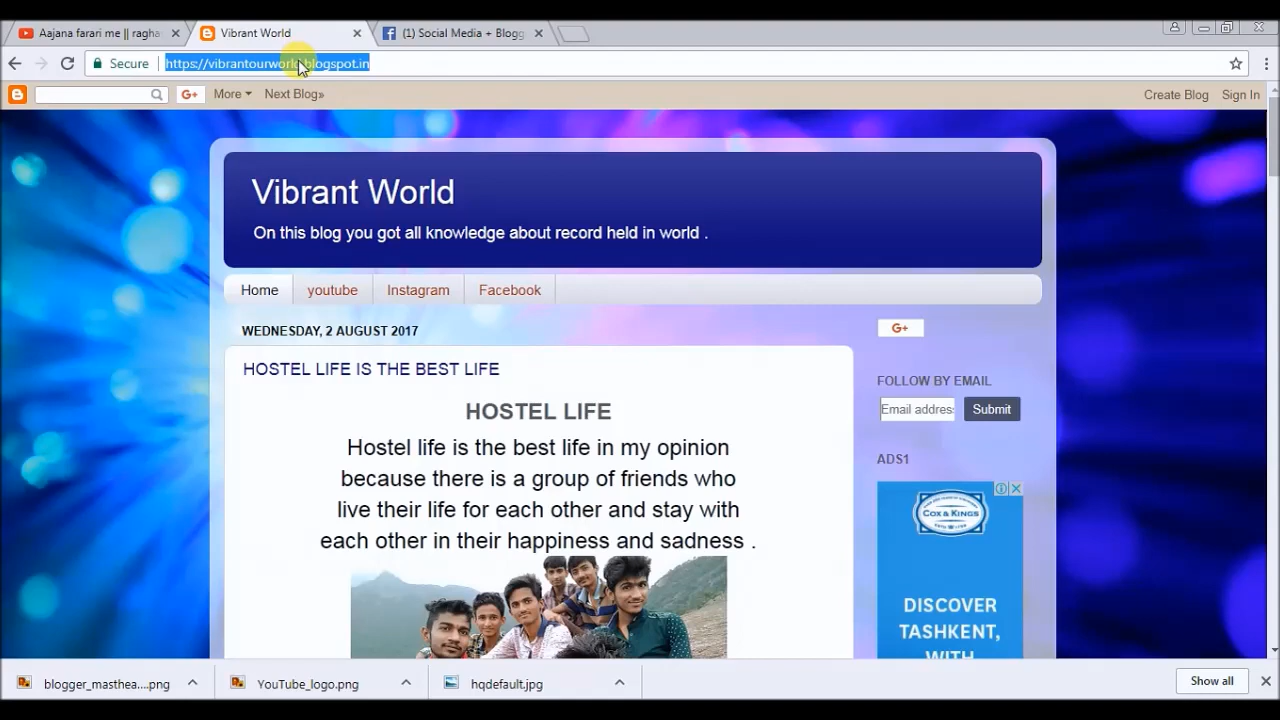 Aajana farari me || ragha
Vibrant World
(1) Social Media + Blogg
Secure
https://vibrantourworld.blogspot.in
G+ More Next Blog»
Create Blog Sign In
Vibrant World
On this blog you got all knowledge about record held in world .
Home youtube Instagram Facebook
WEDNESDAY, 2 AUGUST 2017
G+
HOSTEL LIFE IS THE BEST LIFE
FOLLOW BY EMAIL
Email addres Submit
HOSTEL LIFE
Hostel life is the best life in my opinion
because there is a group of friends who
live their life for each other and stay with
each other in their happiness and sadness .
ADS1
COX & KINGS
DISCOVER
TASHKENT,
WITH
blogger_masthea....png
YouTube_logo.png
hqdefault.jpg
Show all